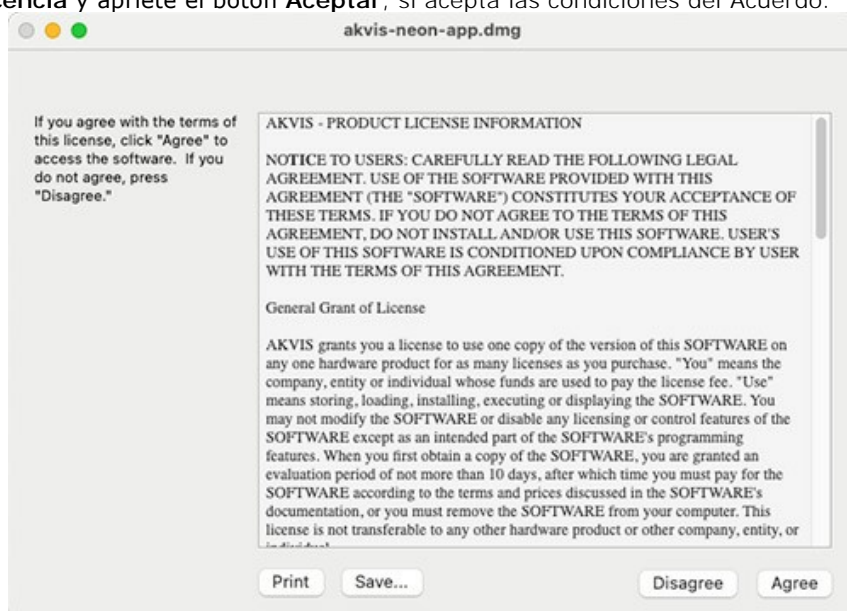 encia y apriete el botón Aceptar, si acepta las condiciones del Acuerdo.
akvis-neon-app.dmg
If you agree with the terms of
this license, click "Agree" to
access the software. If you
do not agree, press
"Disagree."
AKVIS - PRODUCT LICENSE INFORMATION
NOTICE TO USERS: CAREFULLY READ THE FOLLOWING LEGAL
AGREEMENT. USE OF THE SOFTWARE PROVIDED WITH THIS
AGREEMENT (THE "SOFTWARE") CONSTITUTES YOUR ACCEPTANCE OF
THESE TERMS. IF YOU DO NOT AGREE TO THE TERMS OF THIS
AGREEMENT, DO NOT INSTALL AND/OR USE THIS SOFTWARE. USER'S
USE OF THIS SOFTWARE IS CONDITIONED UPON COMPLIANCE BY USER
WITH THE TERMS OF THIS AGREEMENT.
General Grant of License
AKVIS grants you a license to use one copy of the version of this SOFTWARE on
any one hardware product for as many licenses as you purchase. "You" means the
company, entity or individual whose funds are used to pay the license fee. "Use"
means storing, loading, installing, executing or displaying the SOFTWARE. You
may not modify the SOFTWARE or disable any licensing or control features of the
SOFTWARE except as an intended part of the SOFTWARE's programming
features. When you first obtain a copy of the SOFTWARE, you are granted an
evaluation period of not more than 10 days, after which time you must pay for the
SOFTWARE according to the terms and prices discussed in the SOFTWARE's
documentation, or you must remove the SOFTWARE from your computer. This
license is not transferable to any other hardware product or other company, entity, or
Print Save... Disagree Agree